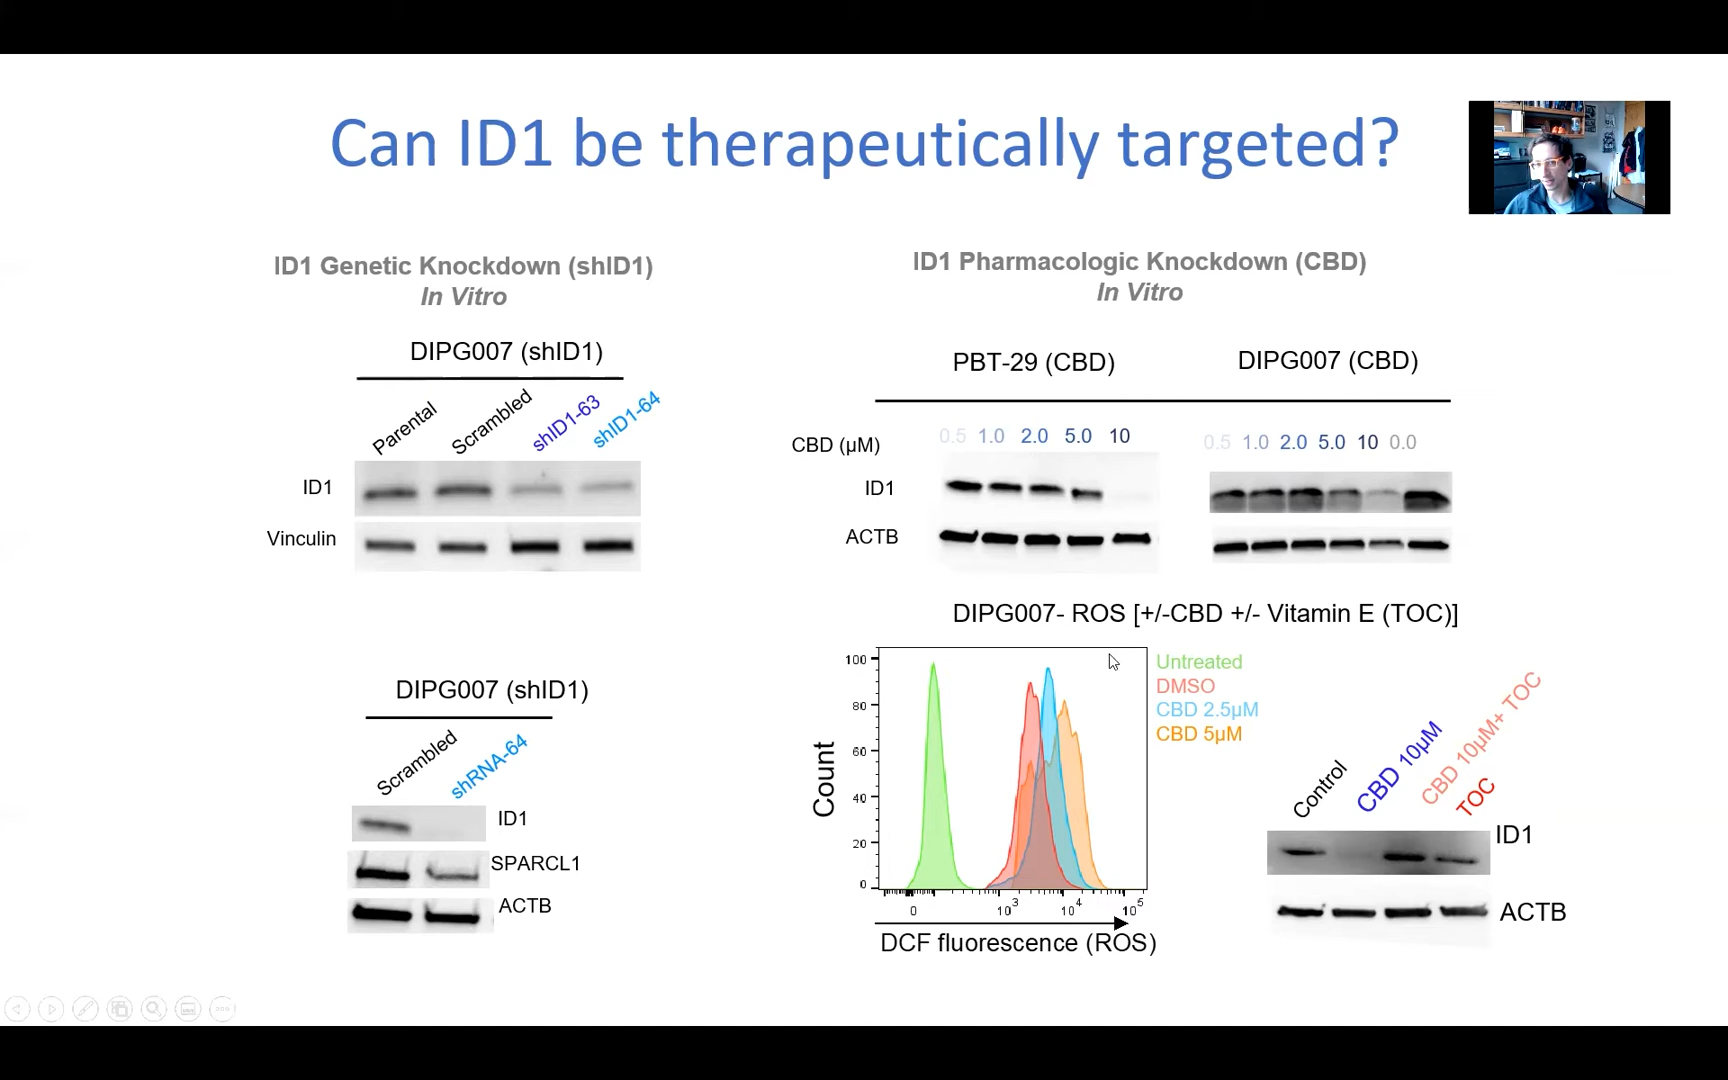 Can ID1 be therapeutically targeted?
ID1 Genetic Knockdown (shID1)
In Vitro
DIPG007 (shID1)
Parental
Scrambled
shID1-63
shID1-64
ID1
Vinculin
DIPG007 (shID1)
Scrambled
shRNA-64
ID1
SPARCL1
ACTB
ID1 Pharmacologic Knockdown (CBD)
In Vitro
PBT-29 (CBD)
DIPG007 (CBD)
CBD (µM)
0.5 1.0 2.0 5.0 10
0.5 1.0 2.0 5.0 10 0.0
ID1
ACTB
DIPG007- ROS [+/-CBD +/- Vitamin E (TOC)]
Count
100
80
60
40
20
0
0 10³ 10⁴ 10⁵
DCF fluorescence (ROS)
Untreated
DMSO
CBD 2.5µM
CBD 5µM
Control
CBD 10µM
CBD 10µM+ TOC
TOC
ID1
ACTB